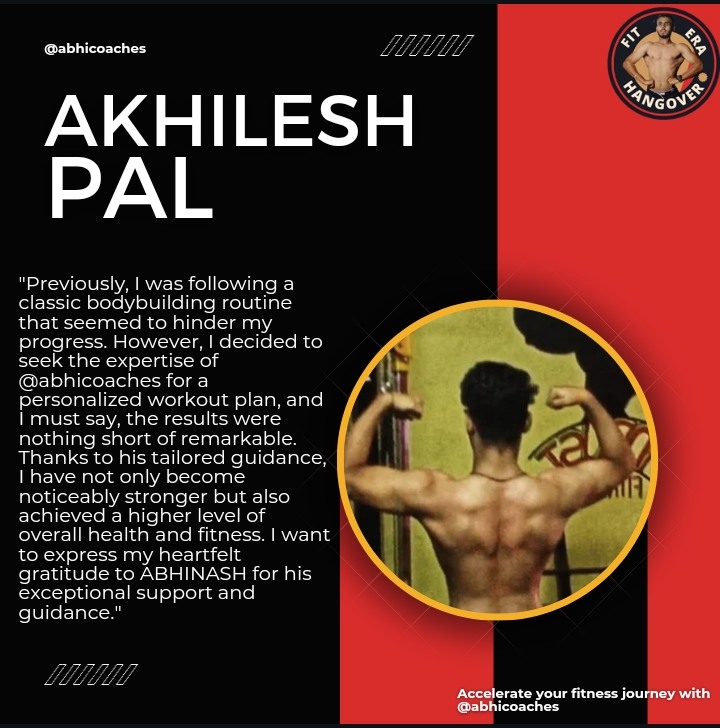 @abhicoaches
FIT ERA
HANGOVER
AKHILESH
PAL
"Previously, I was following a
classic bodybuilding routine
that seemed to hinder my
progress. However, I decided to
seek the expertise of
@abhicoaches for a
personalized workout plan, and
I must say, the results were
nothing short of remarkable.
Thanks to his tailored guidance,
I have not only become
noticeably stronger but also
achieved a higher level of
overall health and fitness. I want
to express my heartfelt
gratitude to ABHINASH for his
exceptional support and
guidance."
Accelerate your fitness journey with
@abhicoaches